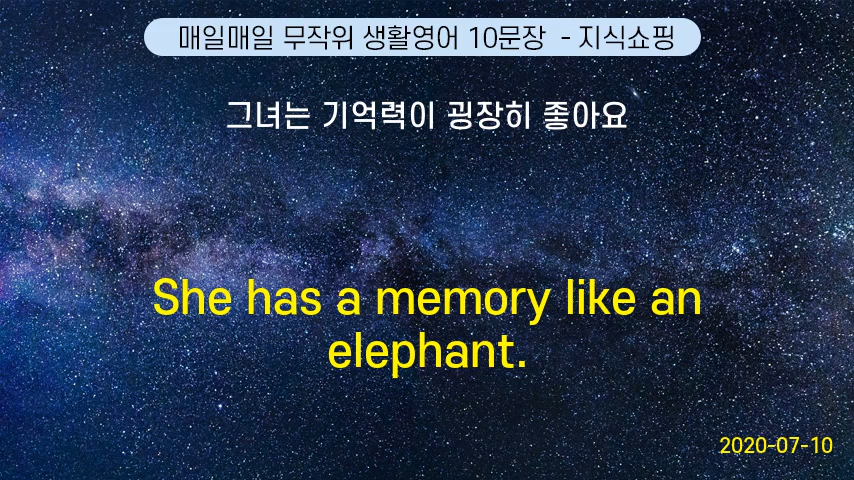 매일매일 무작위 생활영어 10문장 - 지식쇼핑
그녀는 기억력이 굉장히 좋아요
She has a memory like an
elephant.
2020-07-10